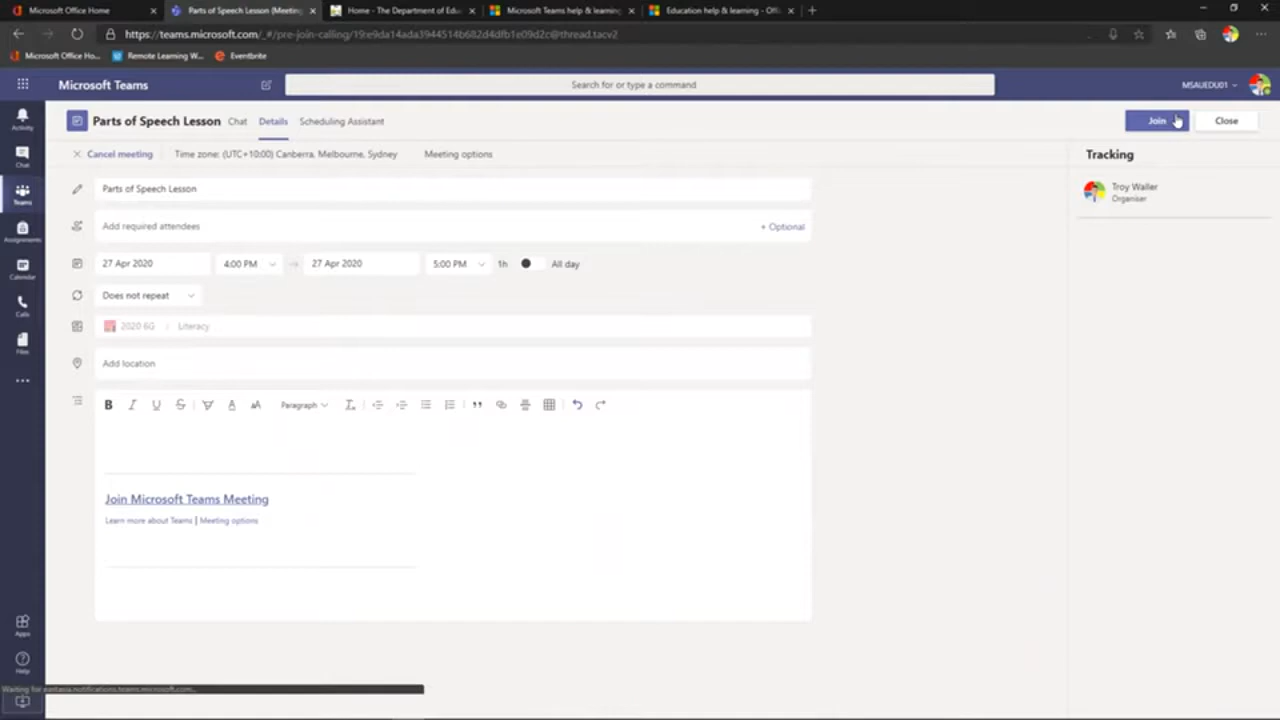 Microsoft Office Home
Parts of Speech Lesson (Meeting
Home - The Department of Edu
Microsoft Teams help & learning
Education help & learning - Offi
https://teams.microsoft.com/_#/pre-join-calling/19:e9da14ada3944514b682d4dfb1e09d2c@thread.tacv2
Microsoft Office Ho...
Remote Learning W...
Eventbrite
Microsoft Teams
Search for or type a command
MSAUEDU01
Activity
Chat
Teams
Assignments
Calendar
Calls
Files
Apps
Help
Parts of Speech Lesson
Chat
Details
Scheduling Assistant
Join
Close
Cancel meeting
Time zone: (UTC+10:00) Canberra, Melbourne, Sydney
Meeting options
Parts of Speech Lesson
Add required attendees
+ Optional
27 Apr 2020
4:00 PM
27 Apr 2020
5:00 PM
1h
All day
Does not repeat
2020 6G
Literacy
Add location
B I U S
A
AA
Paragraph
Join Microsoft Teams Meeting
Learn more about Teams | Meeting options
Tracking
Troy Waller
Organiser